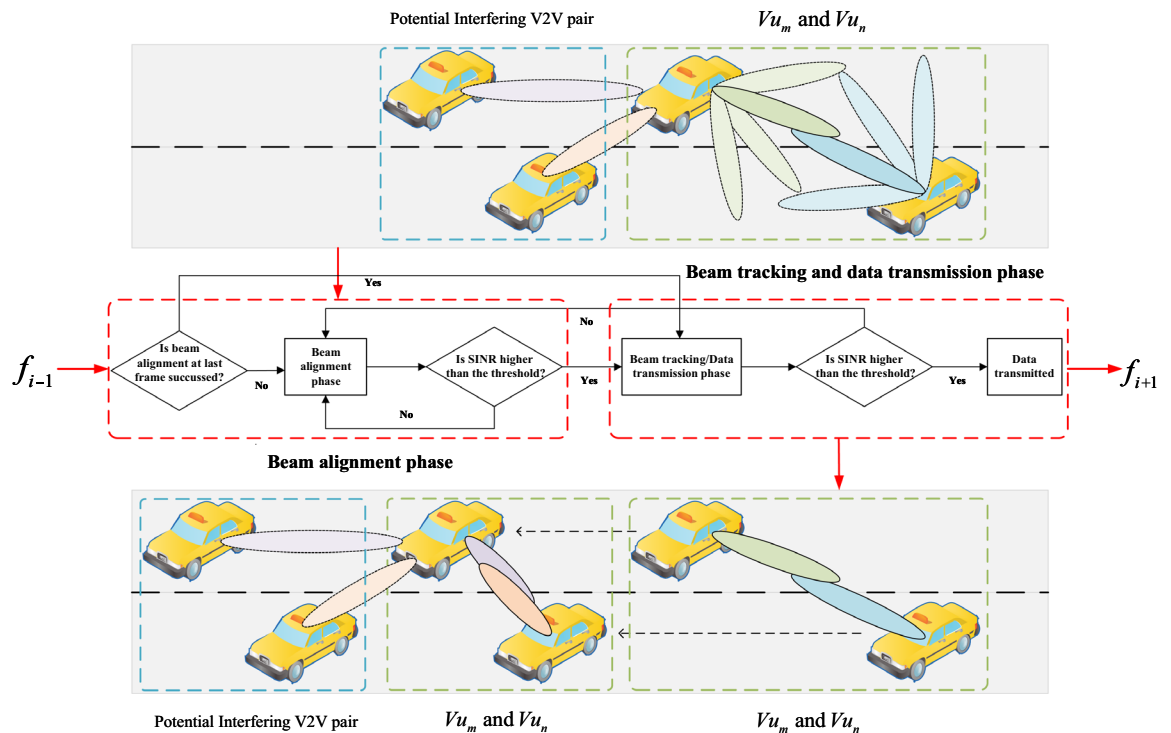 Potential Interfering V2V pair
Vu_m and Vu_n
Beam tracking and data transmission phase
Yes
No
f_{i−1}
Is beam
alignment at last
frame succussed?
No
Beam
alignment
phase
Is SINR higher
than the threshold?
Yes
No
Beam tracking/Data
transmission phase
Is SINR higher
than the threshold?
Yes
Data
transmitted
f_{i+1}
Beam alignment phase
Potential Interfering V2V pair
Vu_m and Vu_n
Vu_m and Vu_n